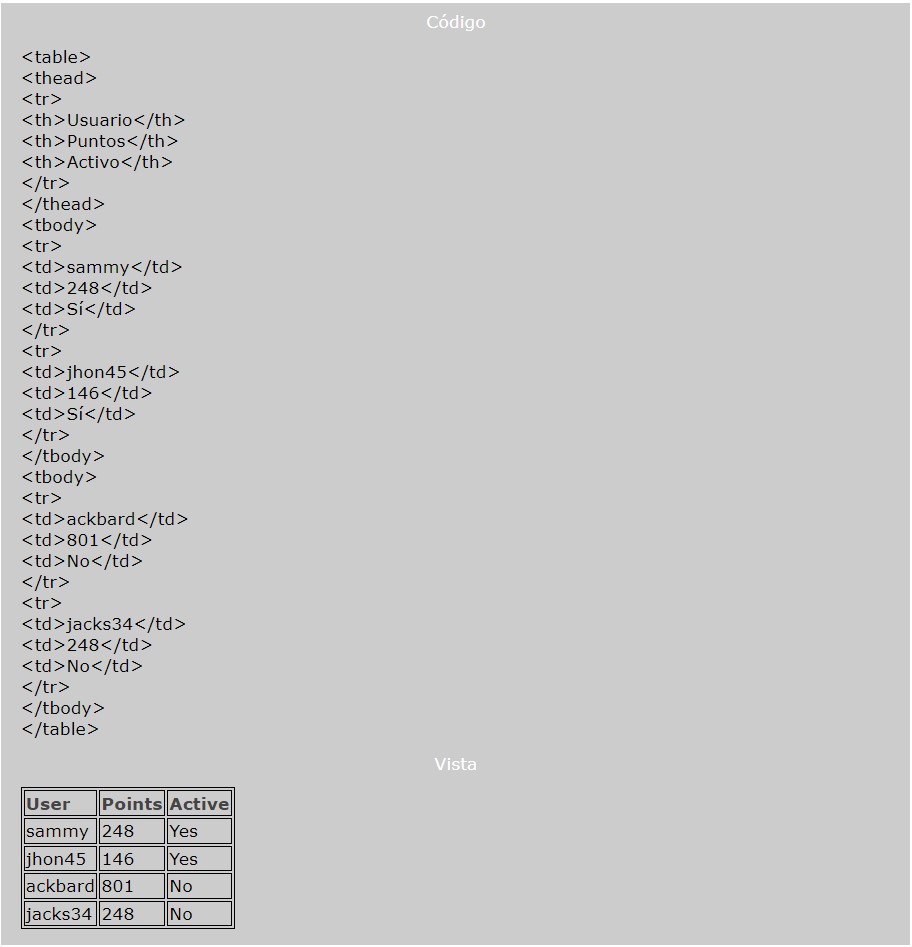 Código
<table>
<thead>
<tr>
<th>Usuario</th>
<th>Puntos</th>
<th>Activo</th>
</tr>
</thead>
<tbody>
<tr>
<td>sammy</td>
<td>248</td>
<td>Sí</td>
</tr>
<tr>
<td>jhon45</td>
<td>146</td>
<td>Sí</td>
</tr>
</tbody>
<tbody>
<tr>
<td>ackbard</td>
<td>801</td>
<td>No</td>
</tr>
<tr>
<td>jacks34</td>
<td>248</td>
<td>No</td>
</tr>
</tbody>
</table>
Vista
User Points Active
sammy 248 Yes
jhon45 146 Yes
ackbard 801 No
jacks34 248 No